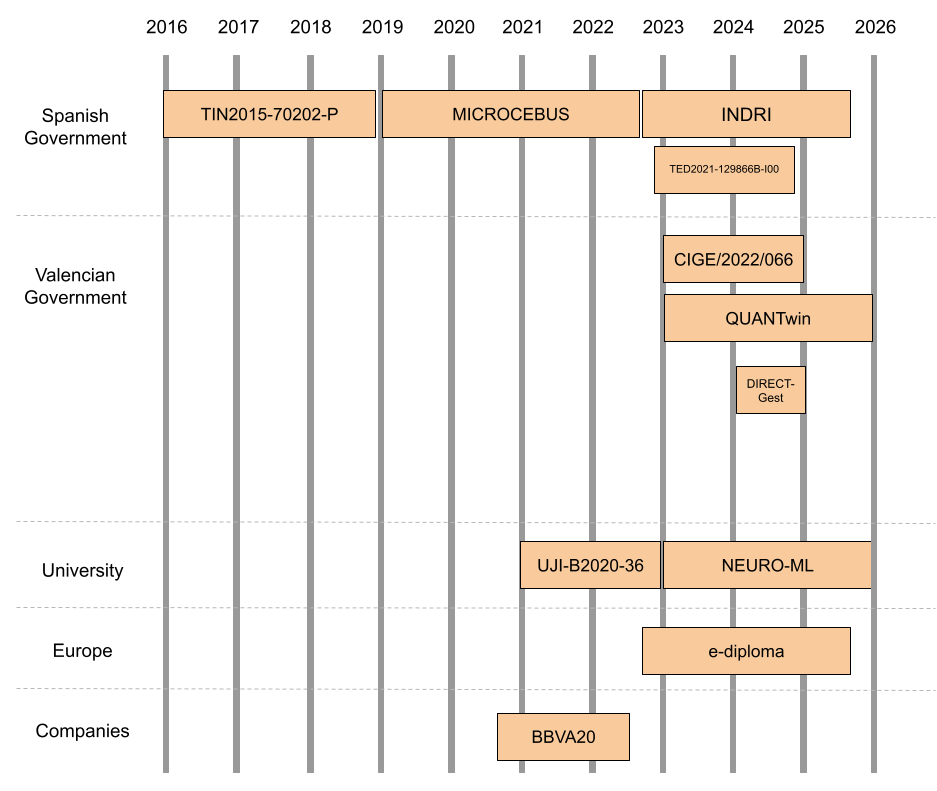 2016 2017 2018 2019 2020 2021 2022 2023 2024 2025 2026
Spanish
Government
TIN2015-70202-P MICROCEBUS INDRI
TED2021-129866B-I00
Valencian
Government
CIGE/2022/066
QUANTwin
DIRECT-
Gest
University
UJI-B2020-36 NEURO-ML
Europe
e-diploma
Companies
BBVA20